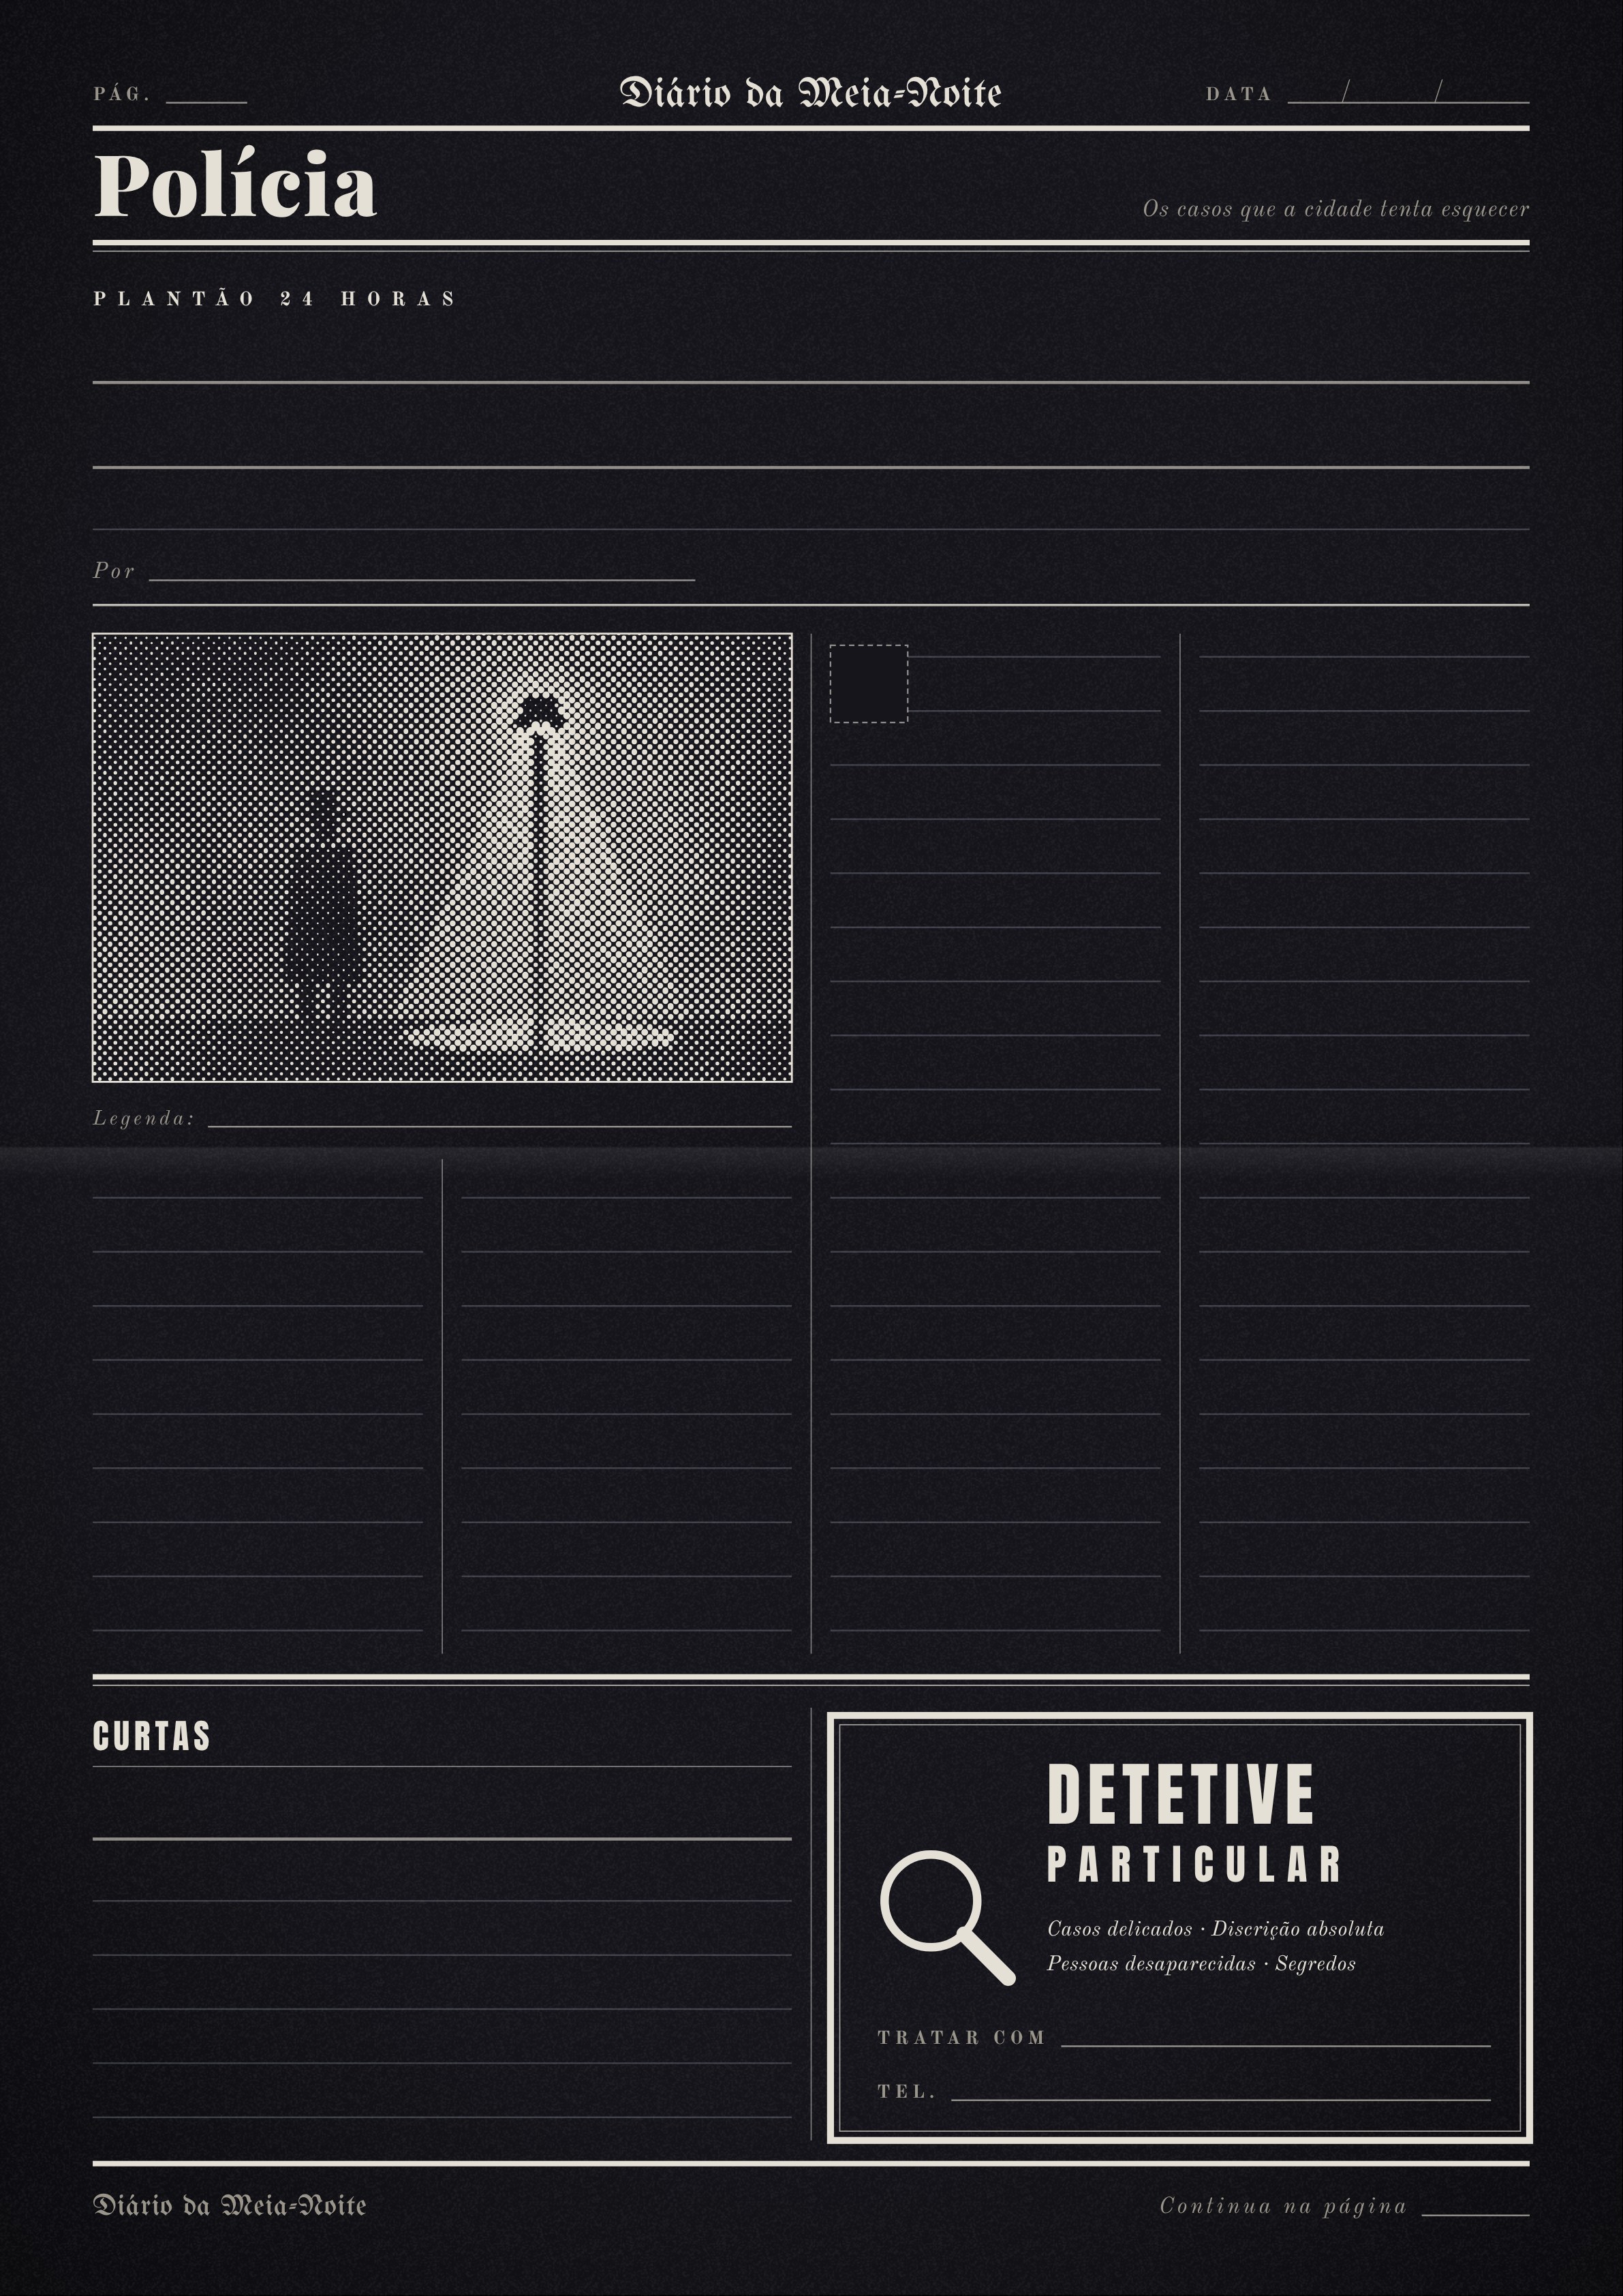 PÁG.
Diário da Meia-Noite
DATA / /
Polícia
Os casos que a cidade tenta esquecer
PLANTÃO 24 HORAS
Por
Legenda:
CURTAS
DETETIVE
PARTICULAR
Casos delicados · Discrição absoluta
Pessoas desaparecidas · Segredos
TRATAR COM
TEL.
Diário da Meia-Noite
Continua na página